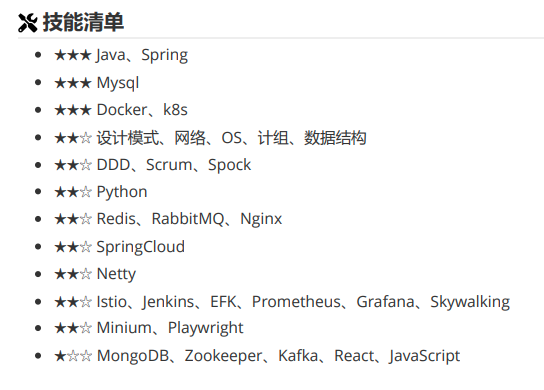 技能清单
★★★ Java、Spring
★★★ Mysql
★★★ Docker、k8s
★★☆ 设计模式、网络、OS、计组、数据结构
★★☆ DDD、Scrum、Spock
★★☆ Python
★★☆ Redis、RabbitMQ、Nginx
★★☆ SpringCloud
★★☆ Netty
★★☆ Istio、Jenkins、EFK、Prometheus、Grafana、Skywalking
★★☆ Minium、Playwright
★☆☆ MongoDB、Zookeeper、Kafka、React、JavaScript